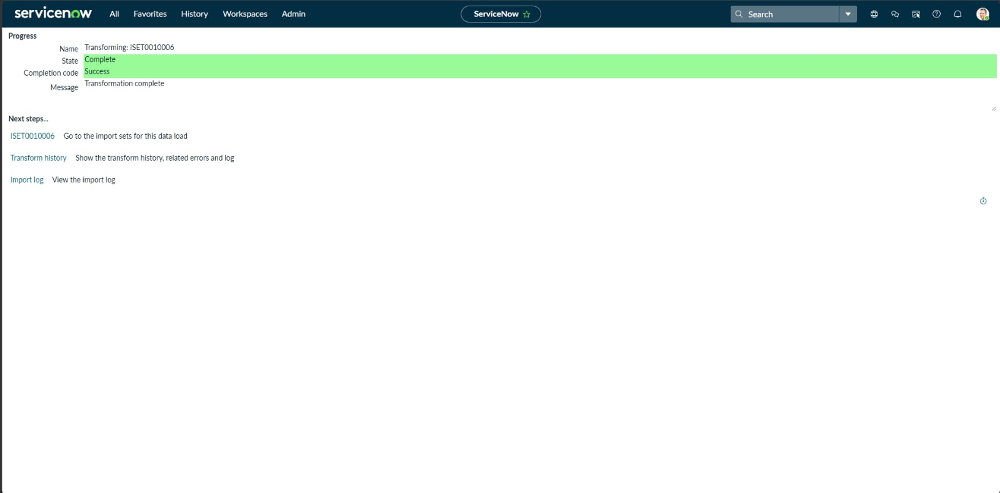 servicenow All Favorites History Workspaces Admin ServiceNow Search
Progress
Name Transforming: ISET0010006
State Complete
Completion code Success
Message Transformation complete
Next steps...
ISET0010006 Go to the import sets for this data load
Transform history Show the transform history, related errors and log
Import log View the import log